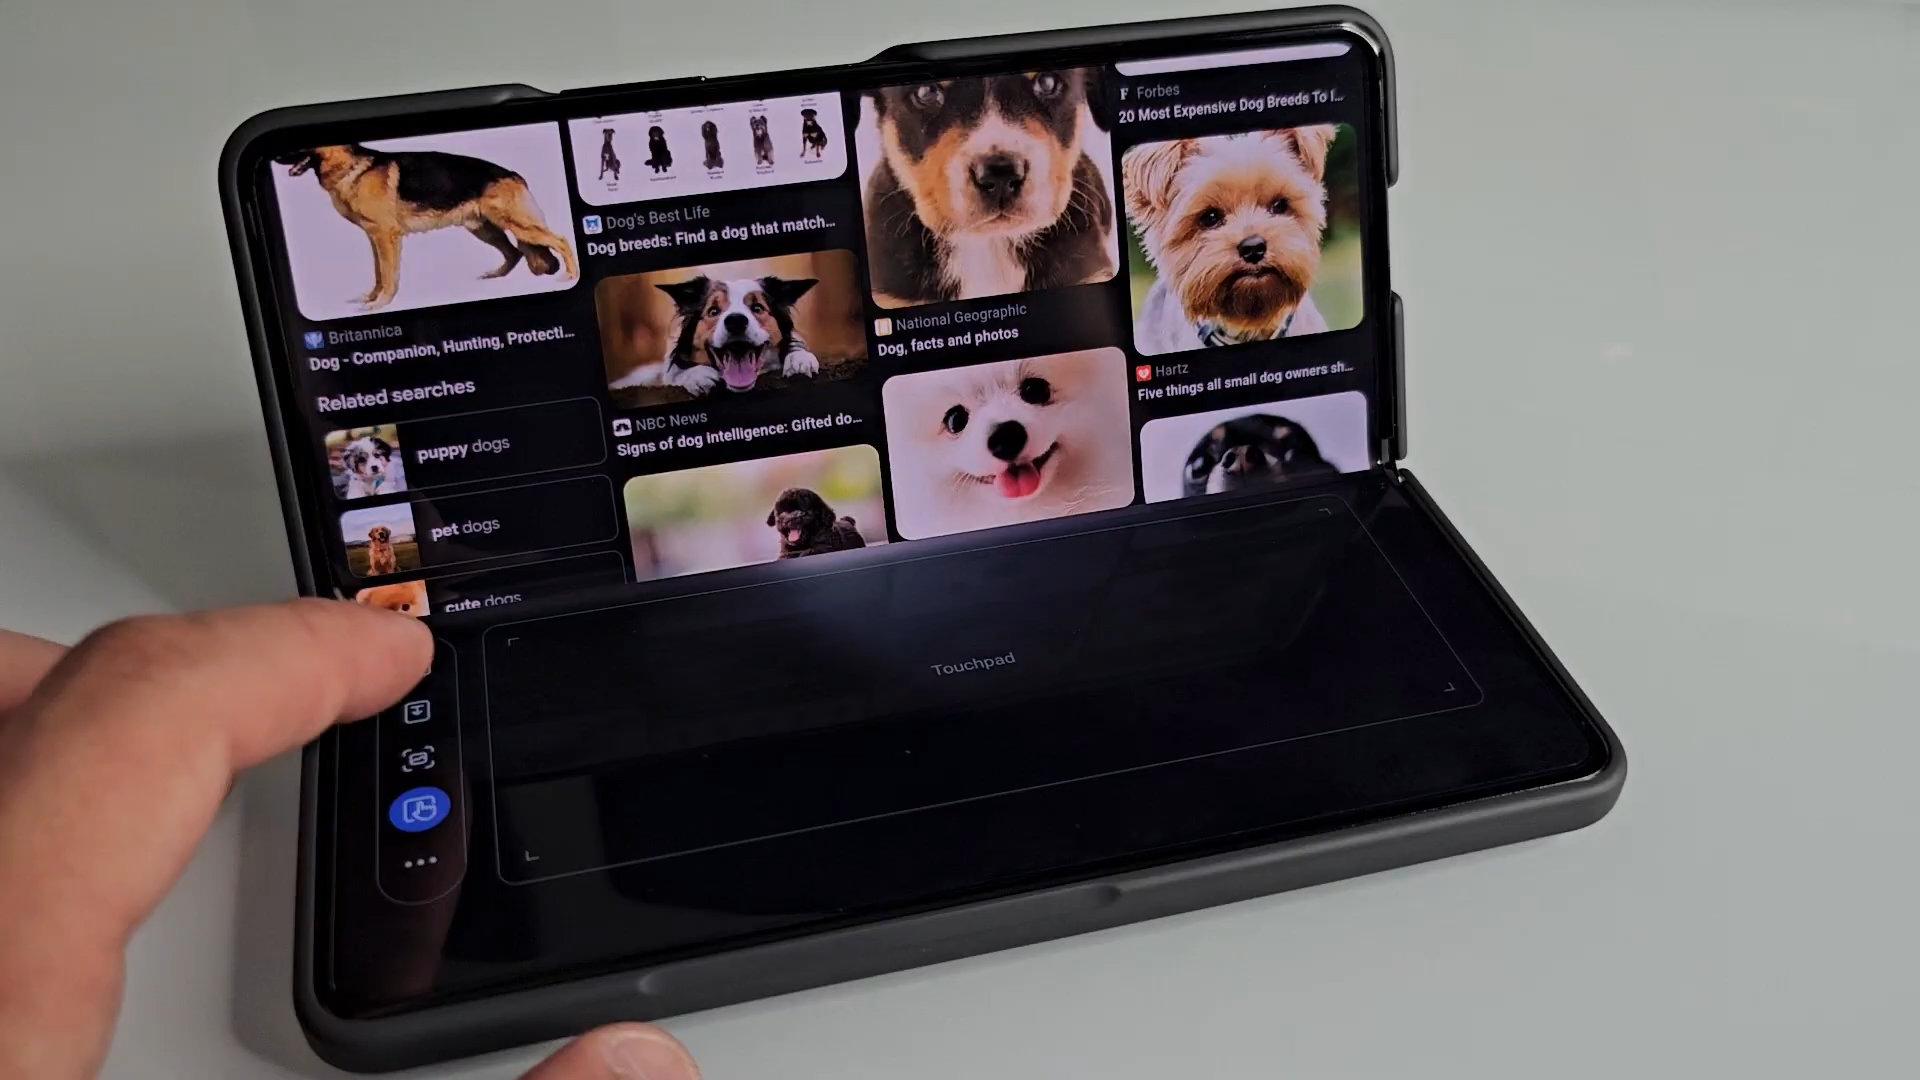 Britannica
Dog - Companion, Hunting, Protecti...
Related searches
puppy dogs
pet dogs
cute dogs
Dog's Best Life
Dog breeds: Find a dog that match...
NBC News
Signs of dog intelligence: Gifted do...
National Geographic
Dog, facts and photos
F Forbes
20 Most Expensive Dog Breeds To I...
Hartz
Five things all small dog owners sh...
Touchpad